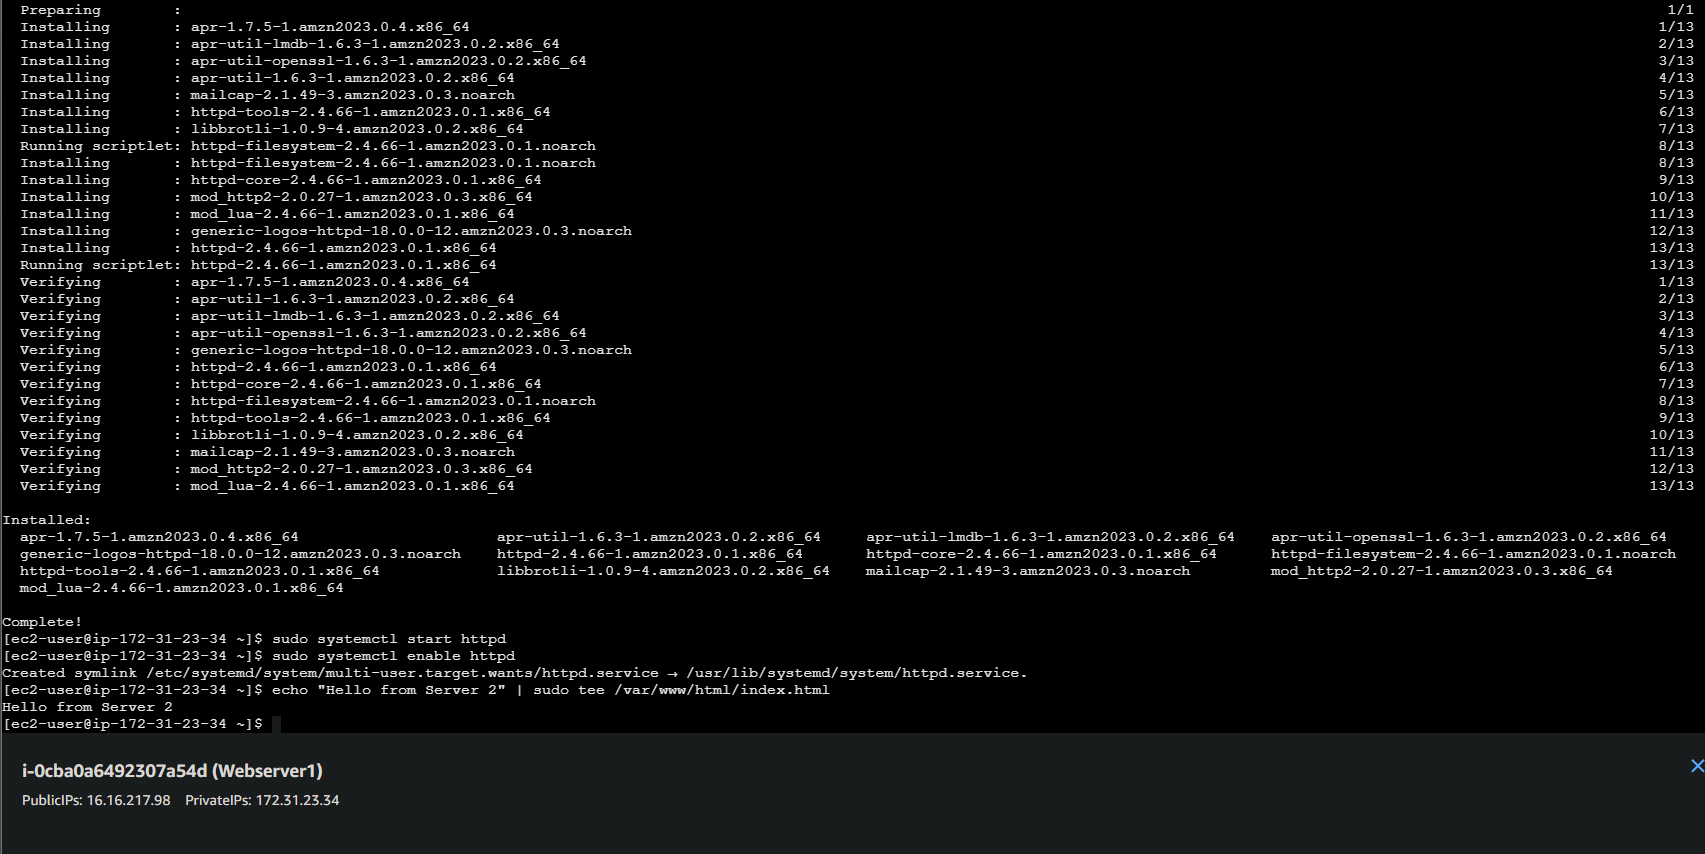 Preparing        :                                                                 1/1
Installing       : apr-1.7.5-1.amzn2023.0.4.x86_64                                 1/13
Installing       : apr-util-lmdb-1.6.3-1.amzn2023.0.2.x86_64                       2/13
Installing       : apr-util-openssl-1.6.3-1.amzn2023.0.2.x86_64                    3/13
Installing       : apr-util-1.6.3-1.amzn2023.0.2.x86_64                            4/13
Installing       : mailcap-2.1.49-3.amzn2023.0.3.noarch                            5/13
Installing       : httpd-tools-2.4.66-1.amzn2023.0.1.x86_64                        6/13
Installing       : libbrotli-1.0.9-4.amzn2023.0.2.x86_64                           7/13
Running scriptlet: httpd-filesystem-2.4.66-1.amzn2023.0.1.noarch                   8/13
Installing       : httpd-filesystem-2.4.66-1.amzn2023.0.1.noarch                   8/13
Installing       : httpd-core-2.4.66-1.amzn2023.0.1.x86_64                         9/13
Installing       : mod_http2-2.0.27-1.amzn2023.0.3.x86_64                          10/13
Installing       : mod_lua-2.4.66-1.amzn2023.0.1.x86_64                            11/13
Installing       : generic-logos-httpd-18.0.0-12.amzn2023.0.3.noarch               12/13
Installing       : httpd-2.4.66-1.amzn2023.0.1.x86_64                              13/13
Running scriptlet: httpd-2.4.66-1.amzn2023.0.1.x86_64                              13/13
Verifying        : apr-1.7.5-1.amzn2023.0.4.x86_64                                 1/13
Verifying        : apr-util-1.6.3-1.amzn2023.0.2.x86_64                            2/13
Verifying        : apr-util-lmdb-1.6.3-1.amzn2023.0.2.x86_64                       3/13
Verifying        : apr-util-openssl-1.6.3-1.amzn2023.0.2.x86_64                    4/13
Verifying        : generic-logos-httpd-18.0.0-12.amzn2023.0.3.noarch               5/13
Verifying        : httpd-2.4.66-1.amzn2023.0.1.x86_64                              6/13
Verifying        : httpd-core-2.4.66-1.amzn2023.0.1.x86_64                         7/13
Verifying        : httpd-filesystem-2.4.66-1.amzn2023.0.1.noarch                   8/13
Verifying        : httpd-tools-2.4.66-1.amzn2023.0.1.x86_64                        9/13
Verifying        : libbrotli-1.0.9-4.amzn2023.0.2.x86_64                           10/13
Verifying        : mailcap-2.1.49-3.amzn2023.0.3.noarch                            11/13
Verifying        : mod_http2-2.0.27-1.amzn2023.0.3.x86_64                          12/13
Verifying        : mod_lua-2.4.66-1.amzn2023.0.1.x86_64                            13/13
Installed:
apr-1.7.5-1.amzn2023.0.4.x86_64 apr-util-1.6.3-1.amzn2023.0.2.x86_64 apr-util-lmdb-1.6.3-1.amzn2023.0.2.x86_64 apr-util-openssl-1.6.3-1.amzn2023.0.2.x86_64
generic-logos-httpd-18.0.0-12.amzn2023.0.3.noarch httpd-2.4.66-1.amzn2023.0.1.x86_64 httpd-core-2.4.66-1.amzn2023.0.1.x86_64 httpd-filesystem-2.4.66-1.amzn2023.0.1.noarch
httpd-tools-2.4.66-1.amzn2023.0.1.x86_64 libbrotli-1.0.9-4.amzn2023.0.2.x86_64 mailcap-2.1.49-3.amzn2023.0.3.noarch mod_http2-2.0.27-1.amzn2023.0.3.x86_64
mod_lua-2.4.66-1.amzn2023.0.1.x86_64
Complete!
[ec2-user@ip-172-31-23-34 ~]$ sudo systemctl start httpd
[ec2-user@ip-172-31-23-34 ~]$ sudo systemctl enable httpd
Created symlink /etc/systemd/system/multi-user.target.wants/httpd.service → /usr/lib/systemd/system/httpd.service.
[ec2-user@ip-172-31-23-34 ~]$ echo "Hello from Server 2" | sudo tee /var/www/html/index.html
Hello from Server 2
[ec2-user@ip-172-31-23-34 ~]$
i-0cba0a6492307a54d (Webserver1)
PublicIPs: 16.16.217.98 PrivateIPs: 172.31.23.34